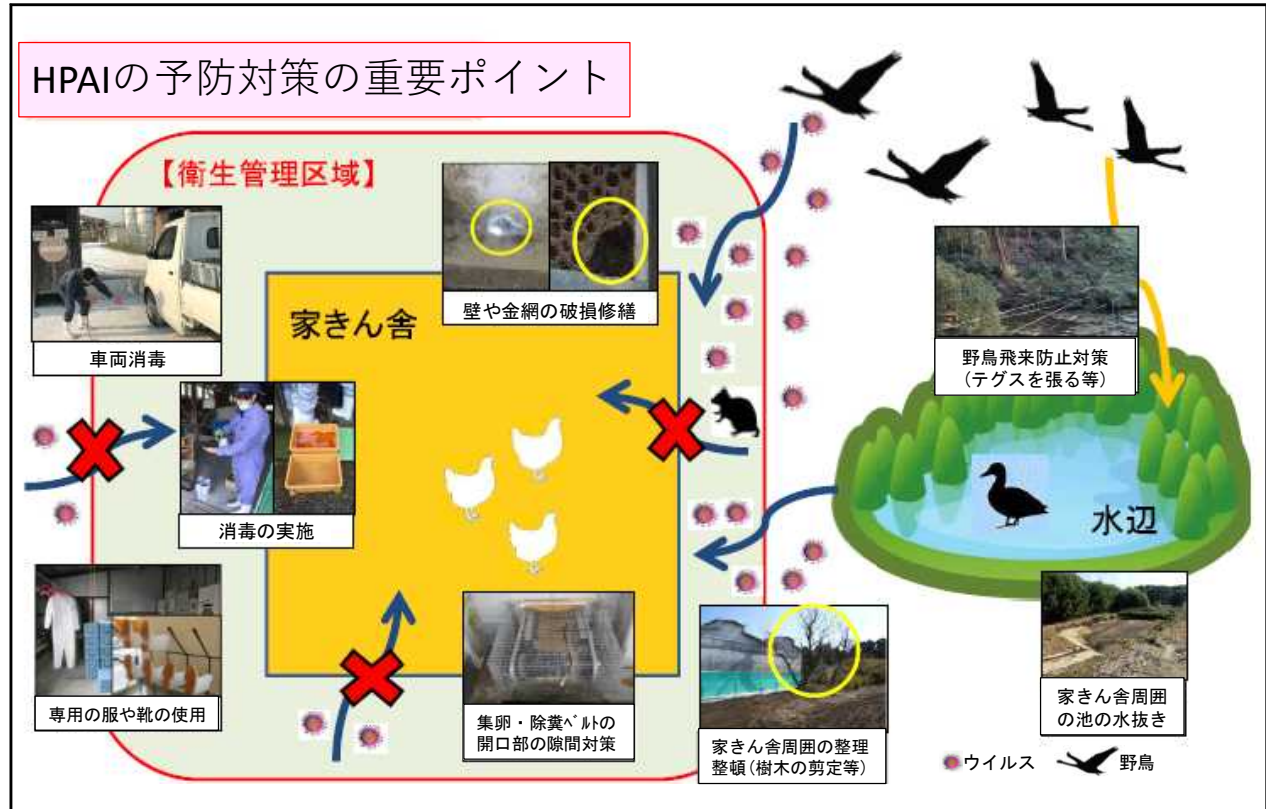 HPAIの予防対策の重要ポイント
【衛生管理区域】
車両消毒
家きん舎
壁や金網の破損修繕
野鳥飛来防止対策
(テグスを張る等)
消毒の実施
水辺
専用の服や靴の使用
集卵・除糞ベルトの
開口部の隙間対策
家きん舎周囲の整理
整頓(樹木の剪定等)
家きん舎周囲
の池の水抜き
ウイルス
野鳥